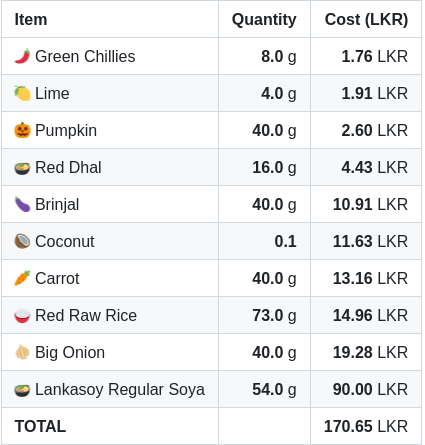 Item Quantity Cost (LKR)
🌶️ Green Chillies 8.0 g 1.76 LKR
🍋 Lime 4.0 g 1.91 LKR
🎃 Pumpkin 40.0 g 2.60 LKR
🍲 Red Dhal 16.0 g 4.43 LKR
🍆 Brinjal 40.0 g 10.91 LKR
🥥 Coconut 0.1 11.63 LKR
🥕 Carrot 40.0 g 13.16 LKR
🍚 Red Raw Rice 73.0 g 14.96 LKR
🧄 Big Onion 40.0 g 19.28 LKR
🍲 Lankasoy Regular Soya 54.0 g 90.00 LKR
TOTAL 170.65 LKR